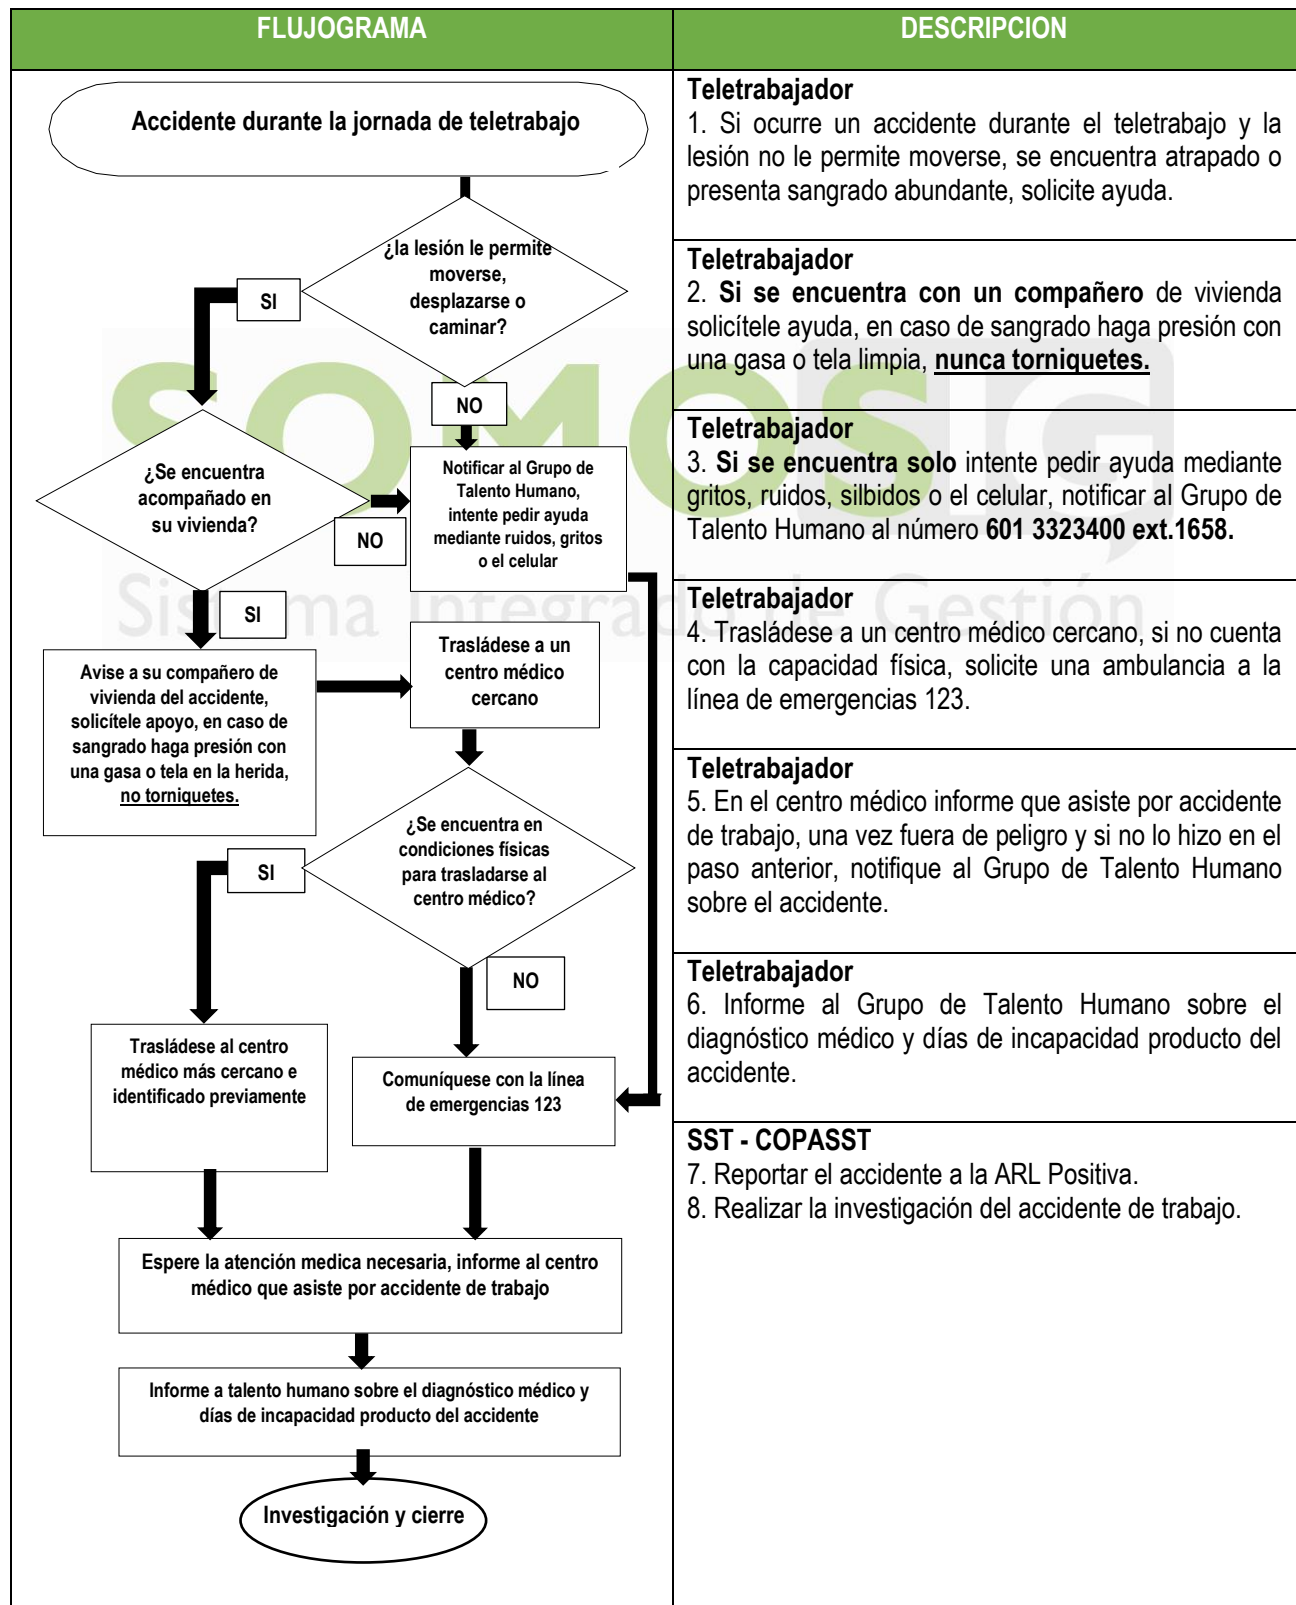 FLUJOGRAMA
DESCRIPCION
Accidente durante la jornada de teletrabajo
¿la lesión le permite
moverse,
desplazarse o
caminar?
SI
NO
¿Se encuentra
acompañado en
su vivienda?
NO
SI
Notificar al Grupo de
Talento Humano,
intente pedir ayuda
mediante ruidos, gritos
o el celular
Avise a su compañero de
vivienda del accidente,
solicítele apoyo, en caso de
sangrado haga presión con
una gasa o tela en la herida,
no torniquetes.
Trasládese a un
centro médico
cercano
¿Se encuentra en
condiciones físicas
para trasladarse al
centro médico?
SI
NO
Trasládese al centro
médico más cercano e
identificado previamente
Comuníquese con la línea
de emergencias 123
Espere la atención medica necesaria, informe al centro
médico que asiste por accidente de trabajo
Informe a talento humano sobre el diagnóstico médico y
días de incapacidad producto del accidente
Investigación y cierre
Teletrabajador
1. Si ocurre un accidente durante el teletrabajo y la
lesión no le permite moverse, se encuentra atrapado o
presenta sangrado abundante, solicite ayuda.
Teletrabajador
2. Si se encuentra con un compañero de vivienda
solicítele ayuda, en caso de sangrado haga presión con
una gasa o tela limpia, nunca torniquetes.
Teletrabajador
3. Si se encuentra solo intente pedir ayuda mediante
gritos, ruidos, silbidos o el celular, notificar al Grupo de
Talento Humano al número 601 3323400 ext.1658.
Teletrabajador
4. Trasládese a un centro médico cercano, si no cuenta
con la capacidad física, solicite una ambulancia a la
línea de emergencias 123.
Teletrabajador
5. En el centro médico informe que asiste por accidente
de trabajo, una vez fuera de peligro y si no lo hizo en el
paso anterior, notifique al Grupo de Talento Humano
sobre el accidente.
Teletrabajador
6. Informe al Grupo de Talento Humano sobre el
diagnóstico médico y días de incapacidad producto del
accidente.
SST - COPASST
7. Reportar el accidente a la ARL Positiva.
8. Realizar la investigación del accidente de trabajo.
SOMOSIG
Sistema Integrado de Gestión